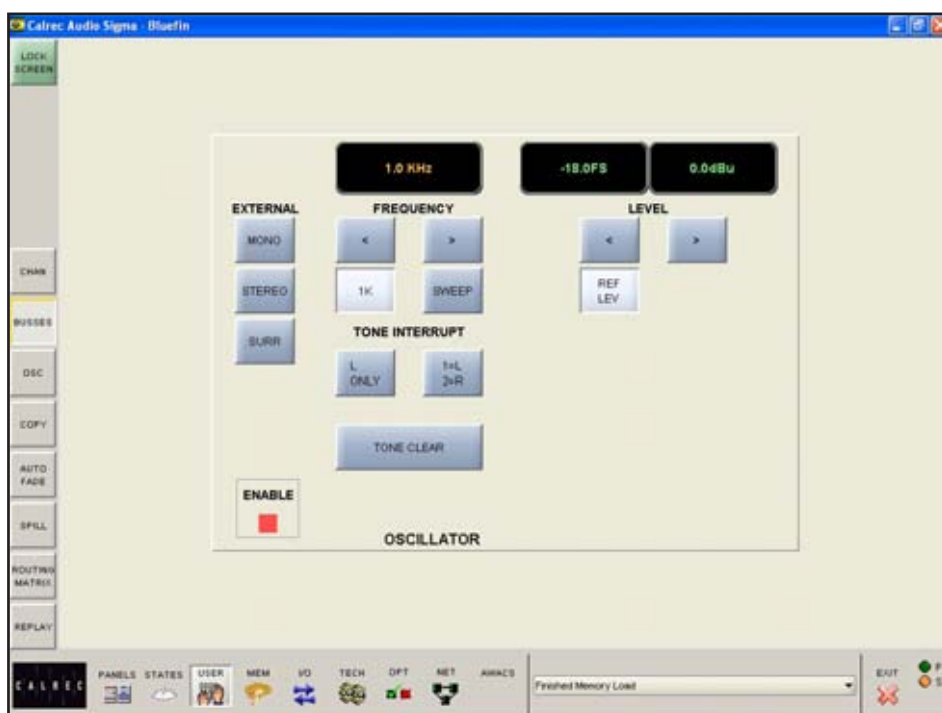 Calrec Audio Sigma - Bluefin
LOCK
SCREEN
1.0 KHz
-18.0FS
0.0dBu
EXTERNAL
FREQUENCY
LEVEL
MONO
<
>
<
>
STEREO
1K
SWEEP
REF
LEV
SURR
TONE INTERRUPT
L
ONLY
1=L
2=R
TONE CLEAR
ENABLE
OSCILLATOR
CHAN
BUSSES
OSC
COPY
AUTO
FADE
SPILL
ROUTING
MATRIX
REPLAY
CALREC
PANELS
STATES
USER
MEM
I/O
TECH
OPT
NET
AWACS
Finished Memory Load
EXIT
F
S